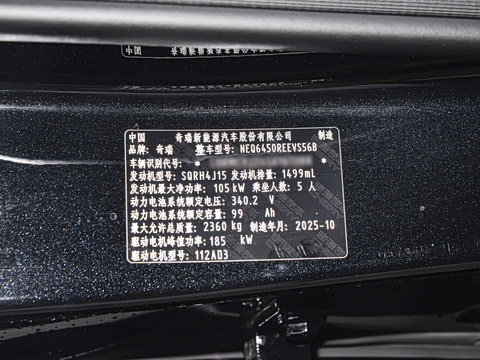 中国 奇瑞新能源汽车股份有限公司 制造
品牌: 奇瑞 整车型号: NEQ6450REEVS56B
车辆识别代号: *
发动机型号: SQRH4J15 发动机排量: 1499mL
发动机最大净功率: 105 kW 乘坐人数: 5 人
动力电池系统额定电压: 340.2 V
动力电池系统额定容量: 99 Ah
最大允许总质量: 2360 kg 制造年月: 2025-10
驱动电机峰值功率: 185 kW
驱动电机型号: 112AD3